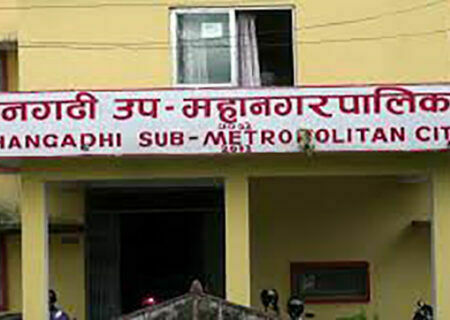 नगढी उप - महानगरपालिक
HANGADHI SUB-METROPOLITAN CIT